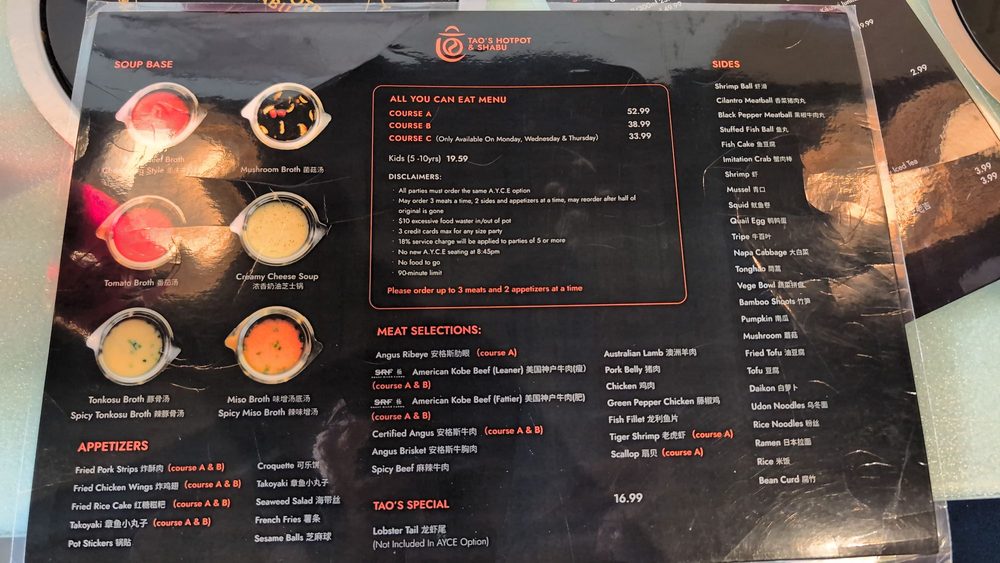 TAO'S HOTPOT
& SHABU
SOUP BASE
Beef Broth
Mushroom Broth 菌菇汤
Tomato Broth 番茄汤
Creamy Cheese Soup
浓香奶油芝士锅
Tonkosu Broth 豚骨汤
Spicy Tonkosu Broth 辣豚骨汤
Miso Broth 味增汤底汤
Spicy Miso Broth 辣味增汤
APPETIZERS
Fried Pork Strips 炸酥肉 (course A & B)
Fried Chicken Wings 炸鸡翅 (course A & B)
Fried Rice Cake 红糖糍粑 (course A & B)
Takoyaki 章鱼小丸子 (course A & B)
Pot Stickers 锅贴
Croquette 可乐饼
Takoyaki 章鱼小丸子
Seaweed Salad 海带丝
French Fries 薯条
Sesame Balls 芝麻球
ALL YOU CAN EAT MENU
COURSE A 52.99
COURSE B 38.99
COURSE C (Only Available On Monday, Wednesday & Thursday) 33.99
Kids (5 -10yrs) 19.59
DISCLAIMERS:
· All parties must order the same A.Y.C.E option
· May order 3 meats a time, 2 sides and appetizers at a time, may reorder after half of
original is gone
· $10 excessive food waster in/out of pot
· 3 credit cards max for any size party
· 18% service charge will be applied to parties of 5 or more
· No new A.Y.C.E seating at 8:45pm
· No food to go
· 90-minute limit
Please order up to 3 meats and 2 appetizers at a time
MEAT SELECTIONS:
Angus Ribeye 安格斯肋眼 (course A)
SRF American Kobe Beef (Leaner) 美国神户牛肉(瘦)
(course A & B)
SRF American Kobe Beef (Fattier) 美国神户牛肉(肥)
(course A & B)
Certified Angus 安格斯牛肉 (course A & B)
Angus Brisket 安格斯牛胸肉
Spicy Beef 麻辣牛肉
Australian Lamb 澳洲羊肉
Pork Belly 猪肉
Chicken 鸡肉
Green Pepper Chicken 藤椒鸡
Fish Fillet 龙利鱼片
Tiger Shrimp 老虎虾 (course A)
Scallop 扇贝 (course A)
TAO'S SPECIAL 16.99
Lobster Tail 龙虾尾
(Not Included In AYCE Option)
SIDES
Shrimp Ball 虾滑
Cilantro Meatball 香菜猪肉丸
Black Pepper Meatball 黑椒牛肉丸
Stuffed Fish Ball 鱼丸
Fish Cake 鱼豆腐
Imitation Crab 蟹肉棒
Shrimp 虾
Mussel 青口
Squid 鱿鱼卷
Quail Egg 鹌鹑蛋
Tripe 牛百叶
Napa Cabbage 大白菜
Tonghao 茼蒿
Vege Bowl 蔬菜拼盘
Bamboo Shoots 竹笋
Pumpkin 南瓜
Mushroom 蘑菇
Fried Tofu 油豆腐
Tofu 豆腐
Daikon 白萝卜
Udon Noodles 乌冬面
Rice Noodles 粉丝
Ramen 日本拉面
Rice 米饭
Bean Curd 腐竹
2.99
Iced Tea
3.99
3.99